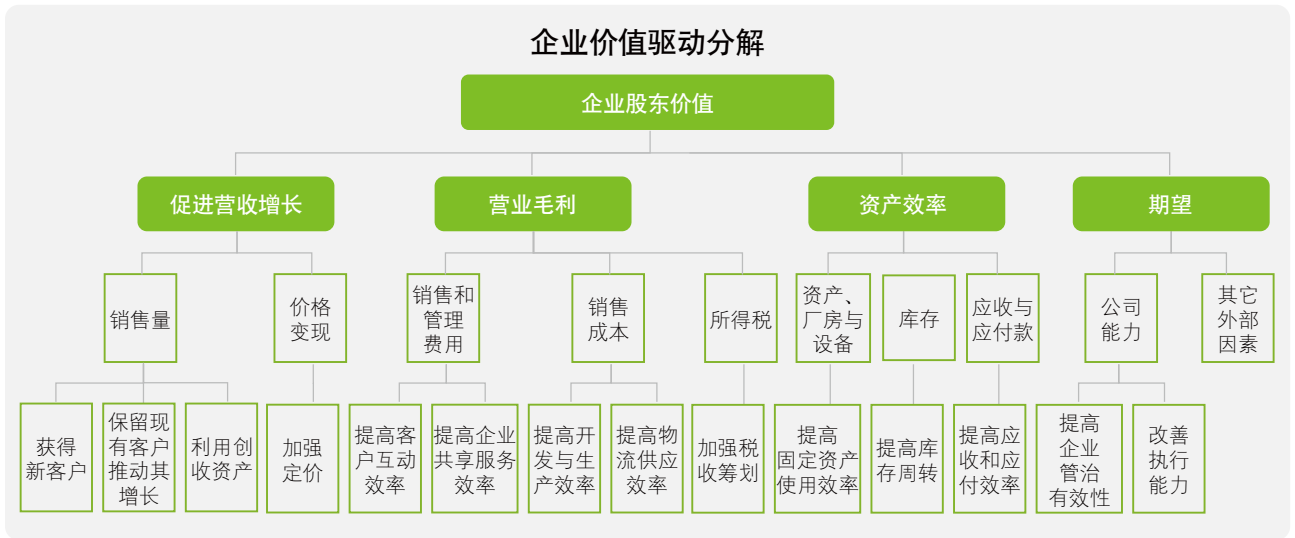 企业价值驱动分解
企业股东价值
促进营收增长
营业毛利
资产效率
期望
销售量
价格
变现
销售和
管理
费用
销售
成本
所得税
资产、
厂房与
设备
库存
应收与
应付款
公司
能力
其它
外部
因素
获得
新客户
保留现
有客户
推动其
增长
利用创
收资产
加强
定价
提高客
户互动
效率
提高企业
共享服务
效率
提高开
发与生
产效率
提高物
流供应
效率
加强税
收筹划
提高
固定资产
使用效率
提高库
存周转
提高应
收和应
付效率
提高
企业
管治
有效性
改善
执行
能力